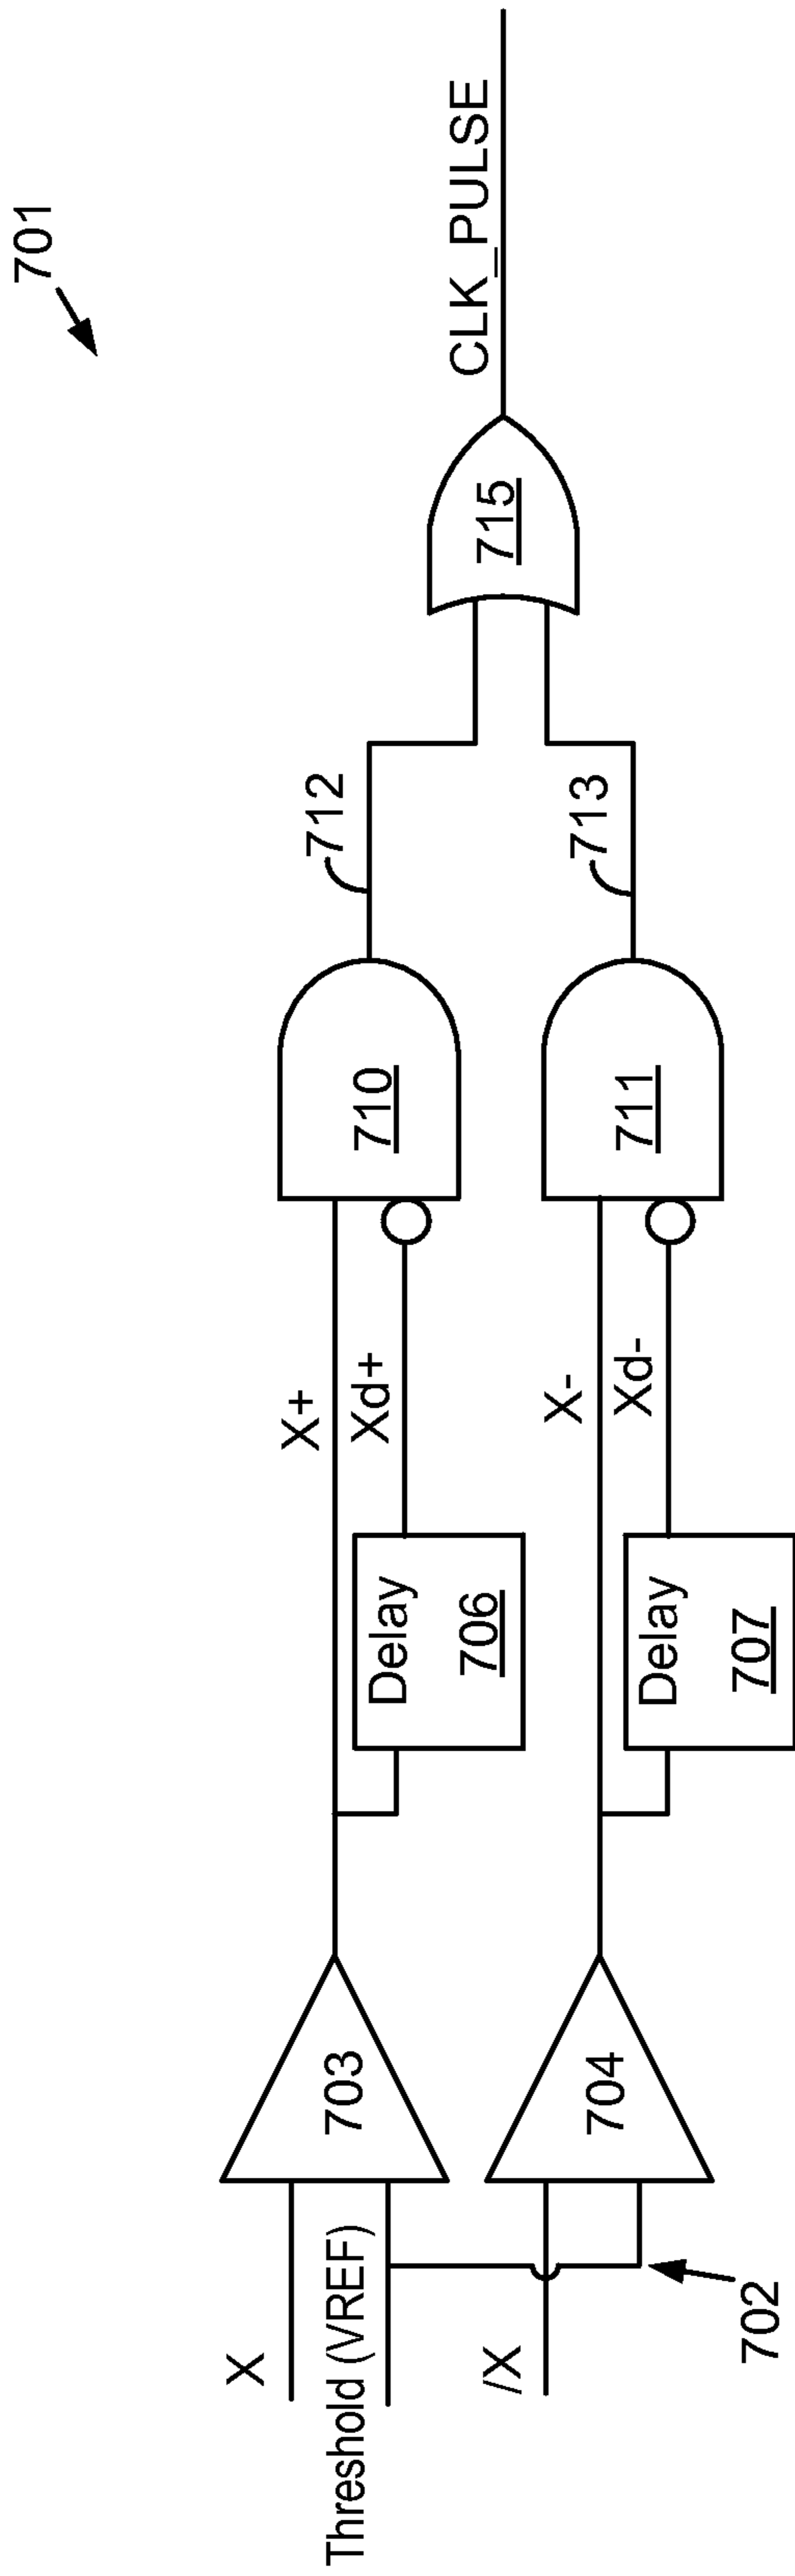 701
X
Threshold (VREF)
/X
702
703
704
X+
Xd+
Delay
706
X-
Xd-
Delay
707
710
711
712
713
715
CLK_PULSE